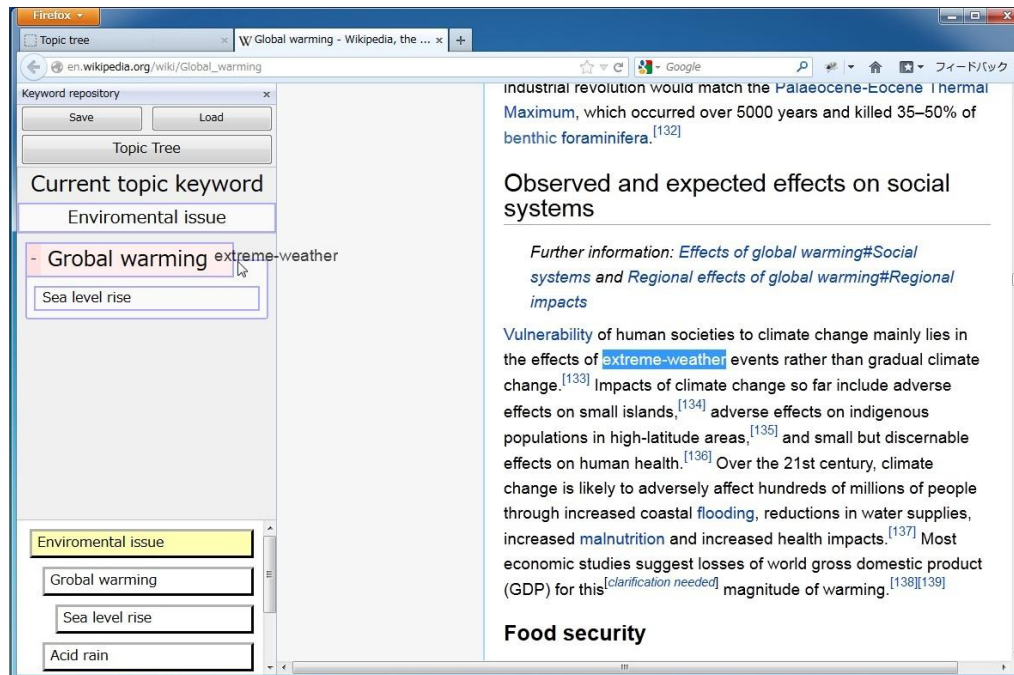 Firefox
Topic tree
W Global warming - Wikipedia, the ...
en.wikipedia.org/wiki/Global_warming
Google
フィードバック
Keyword repository
Save
Load
Topic Tree
Current topic keyword
Enviromental issue
- Grobal warming
extreme-weather
Sea level rise
Enviromental issue
Grobal warming
Sea level rise
Acid rain
industrial revolution would match the Palaeocene-Eocene Thermal
Maximum, which occurred over 5000 years and killed 35–50% of
benthic foraminifera.[132]
Observed and expected effects on social
systems
Further information: Effects of global warming#Social
systems and Regional effects of global warming#Regional
impacts
Vulnerability of human societies to climate change mainly lies in
the effects of extreme-weather events rather than gradual climate
change.[133] Impacts of climate change so far include adverse
effects on small islands,[134] adverse effects on indigenous
populations in high-latitude areas,[135] and small but discernable
effects on human health.[136] Over the 21st century, climate
change is likely to adversely affect hundreds of millions of people
through increased coastal flooding, reductions in water supplies,
increased malnutrition and increased health impacts.[137] Most
economic studies suggest losses of world gross domestic product
(GDP) for this[clarification needed] magnitude of warming.[138][139]
Food security